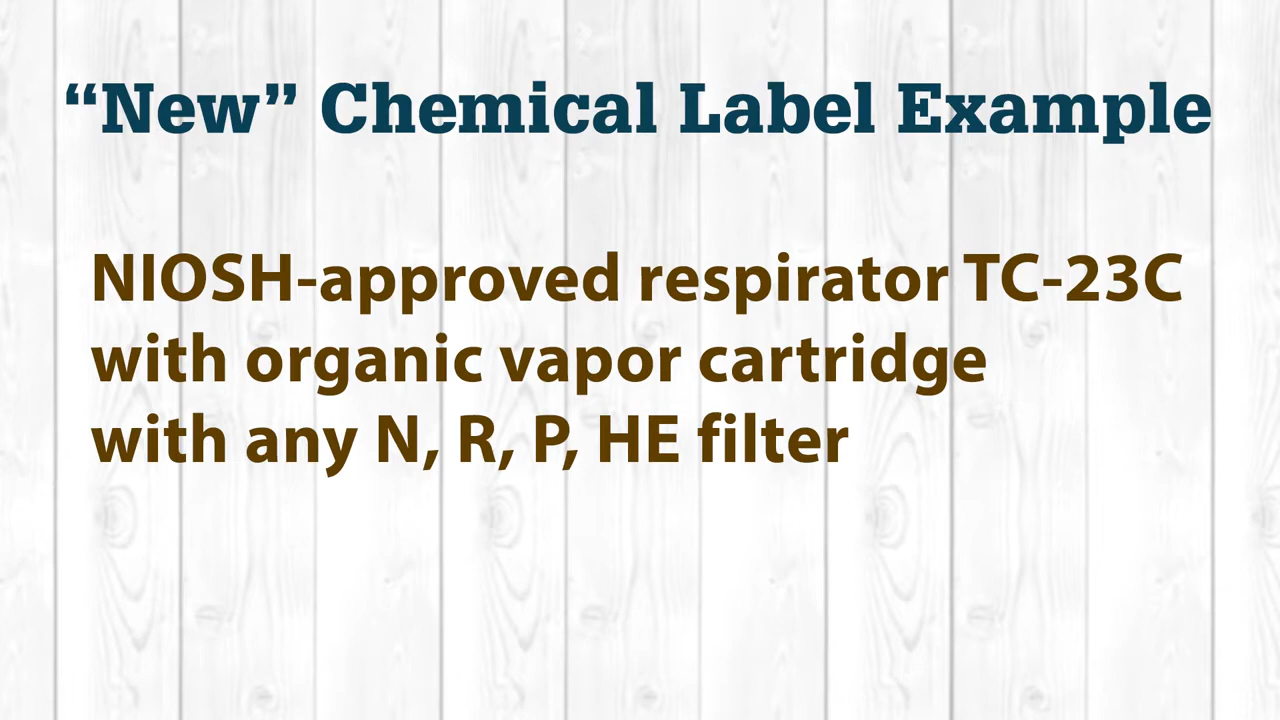 “New” Chemical Label Example
NIOSH-approved respirator TC-23C
with organic vapor cartridge
with any N, R, P, HE filter